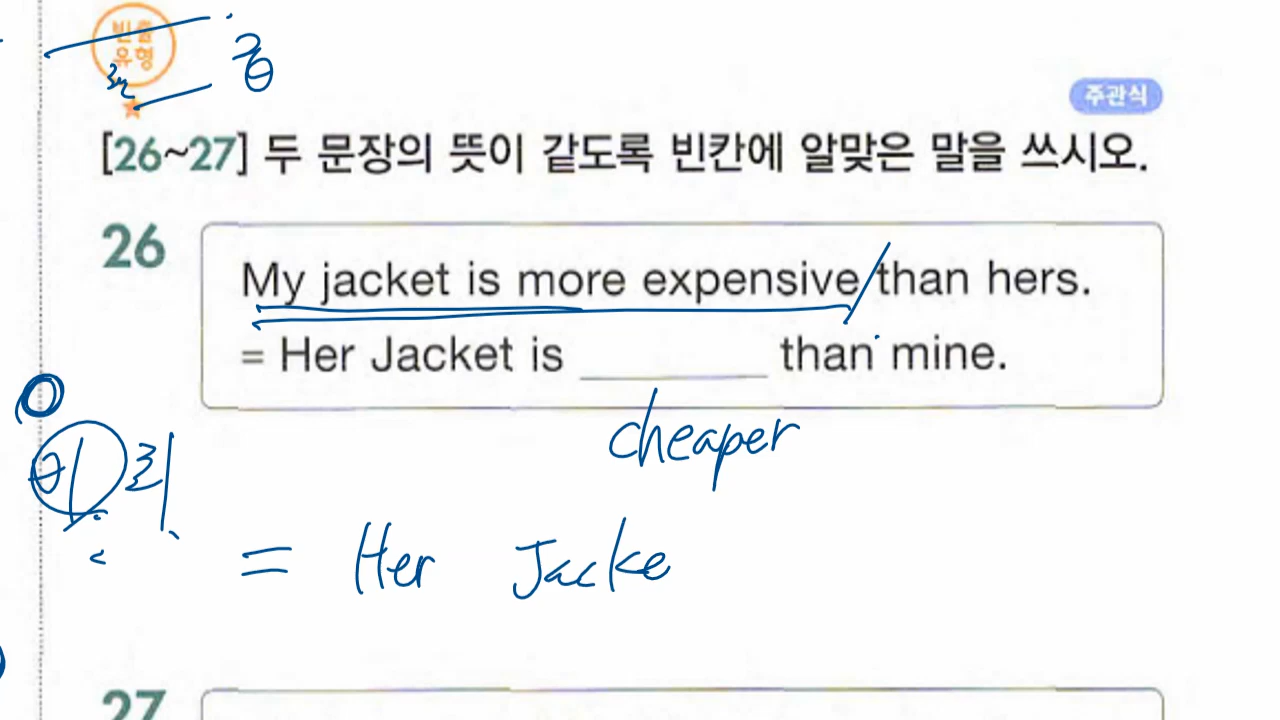 빈출
유형
주관식
[26~27] 두 문장의 뜻이 같도록 빈칸에 알맞은 말을 쓰시오.
26
My jacket is more expensive than hers.
= Her Jacket is ________ than mine.
cheaper
= Her Jacke
27